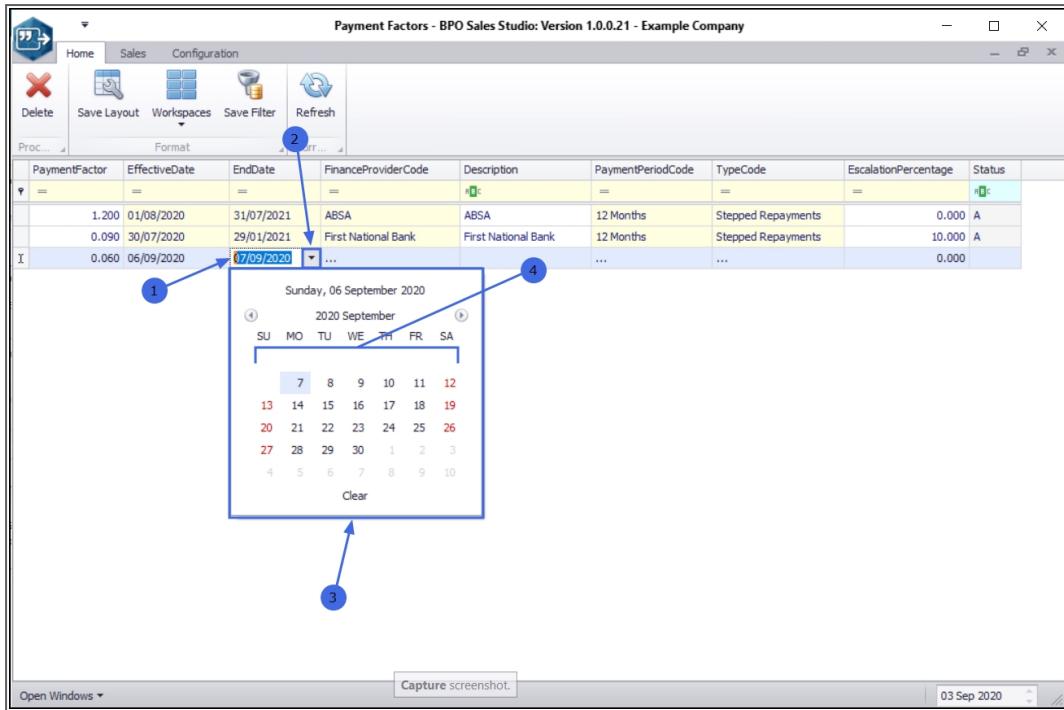 Payment Factors - BPO Sales Studio: Version 1.0.0.21 - Example Company
Home Sales Configuration
Delete Save Layout Workspaces Save Filter Refresh
Proc... Format
2
PaymentFactor EffectiveDate EndDate FinanceProviderCode Description PaymentPeriodCode TypeCode EscalationPercentage Status
= = = = ABC = = = ABC
1.200 01/08/2020 31/07/2021 ABSA ABSA 12 Months Stepped Repayments 0.000 A
0.090 30/07/2020 29/01/2021 First National Bank First National Bank 12 Months Stepped Repayments 10.000 A
0.060 06/09/2020 07/09/2020 ... ... ... 0.000
1
4
Sunday, 06 September 2020
2020 September
SU MO TU WE TH FR SA
7 8 9 10 11 12
13 14 15 16 17 18 19
20 21 22 23 24 25 26
27 28 29 30 1 2 3
4 5 6 7 8 9 10
Clear
3
Capture screenshot.
Open Windows 03 Sep 2020